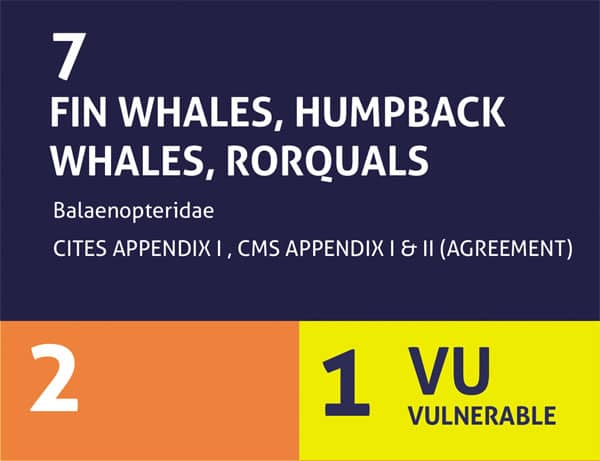 7
FIN WHALES, HUMPBACK
WHALES, RORQUALS
Balaenopteridae
CITES APPENDIX I , CMS APPENDIX I & II (AGREEMENT)
2
1 VU
VULNERABLE